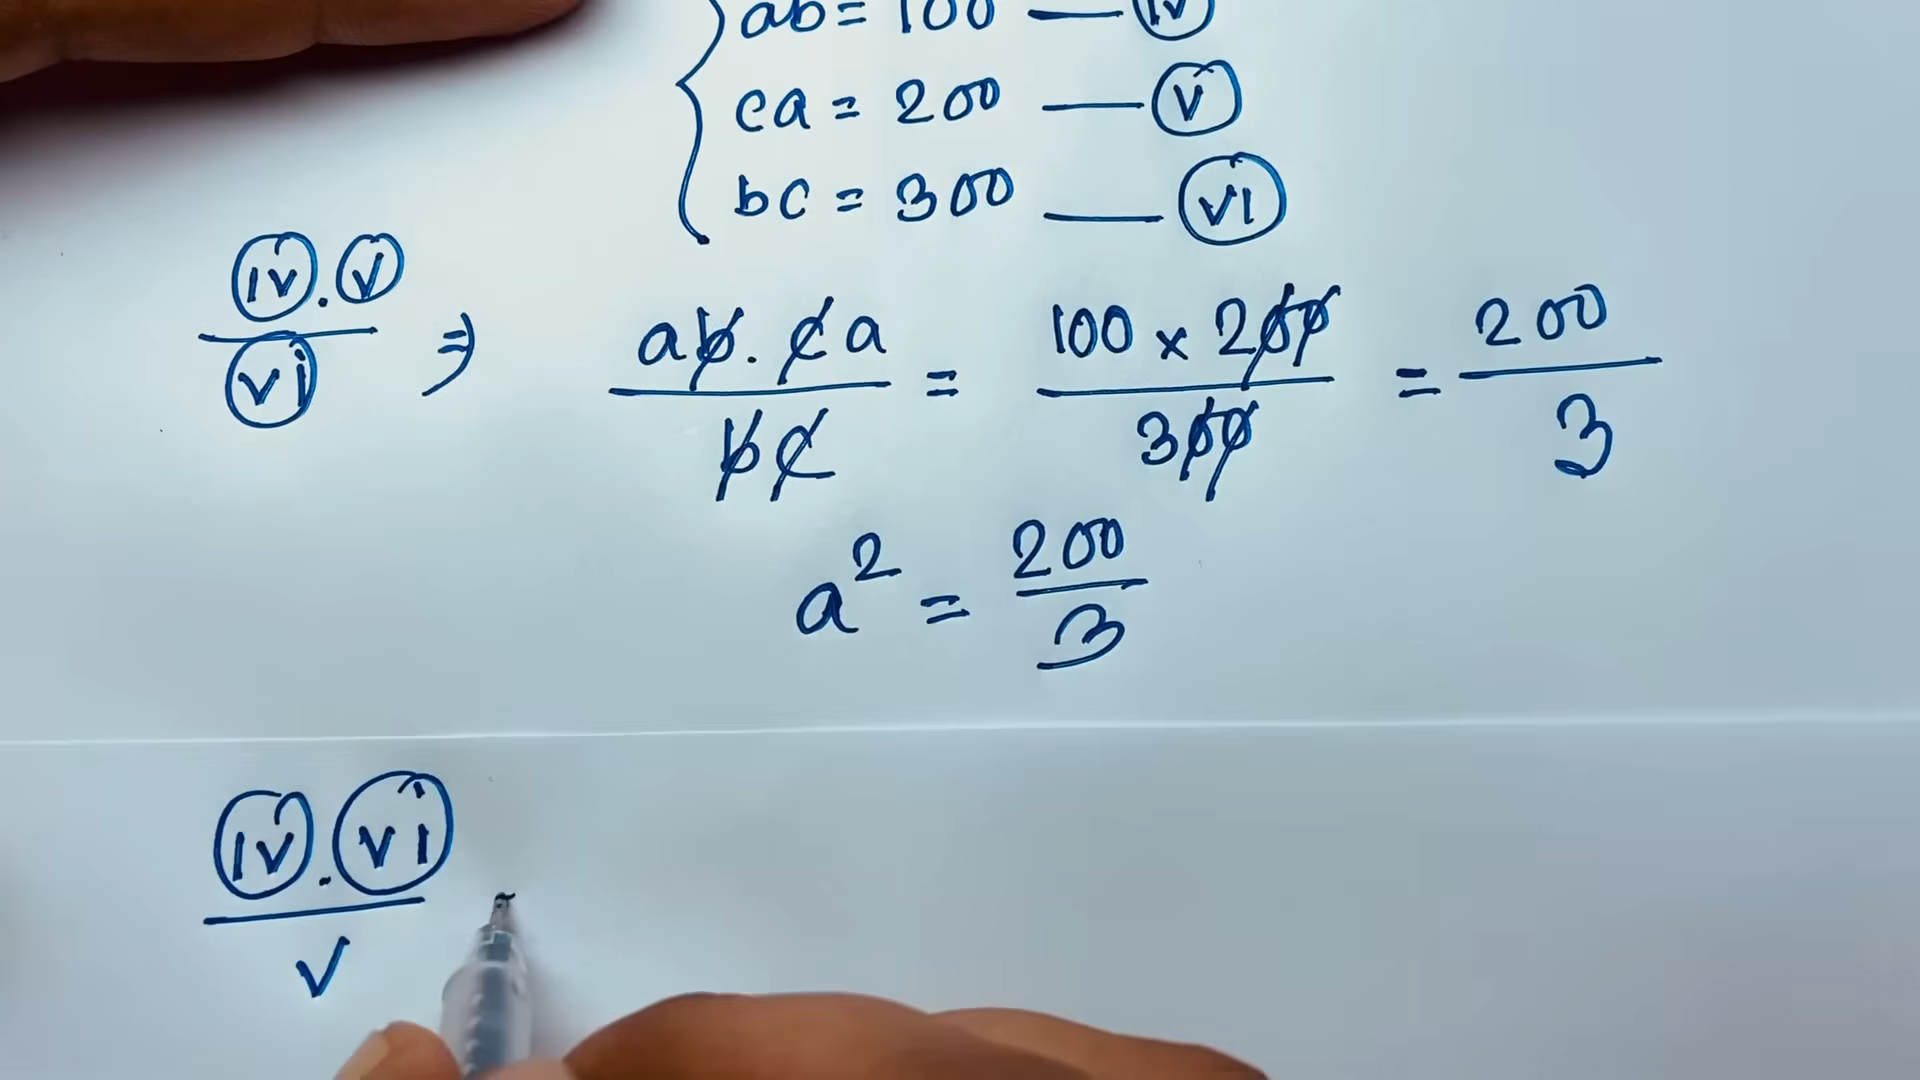 ab = 100 — iv
ca = 200 — v
bc = 300 — vi
iv . v / vi ⇒ ab . ca / bc = 100 × 200 / 300 = 200 / 3
a² = 200 / 3
iv . vi / v